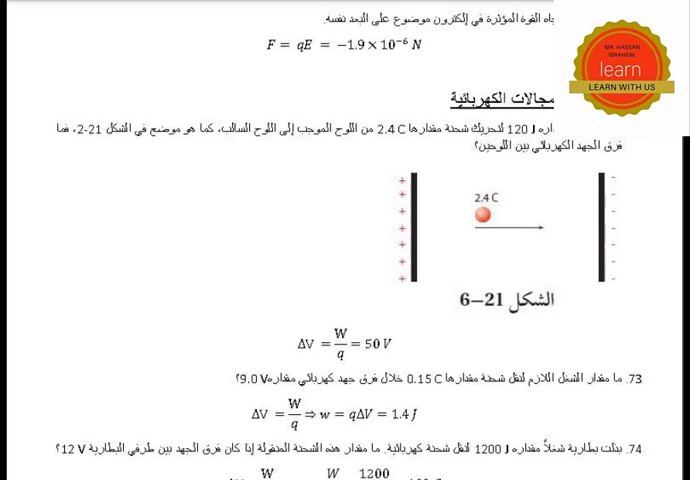 القوة المؤثرة في إلكترون موضوع على البعد نفسه.
F = qE = −1.9 × 10⁻⁶ N
MR. HASSAN
IBRAHEM
learn
LEARN WITH US
مجالات الكهربائية
120 J لتحريك شحنة مقدارها 2.4 C من اللوح الموجب إلى اللوح السالب، كما هو موضح في الشكل 21-2، فما
فرق الجهد الكهربائي بين اللوحين؟
2.4 C
+ + + + + + +
- - - - - - -
الشكل 21–6
ΔV = W/q = 50 V
73. ما مقدار الشغل اللازم لنقل شحنة مقدارها 0.15 C خلال فرق جهد كهربائي مقداره 9.0 V؟
ΔV = W/q ⇒ w = qΔV = 1.4 J
74. بذلت بطارية شغلاً مقداره 1200 J لنقل شحنة كهربائية. ما مقدار هذه الشحنة المنقولة إذا كان فرق الجهد بين طرفي البطارية 12 V؟
W W 1200